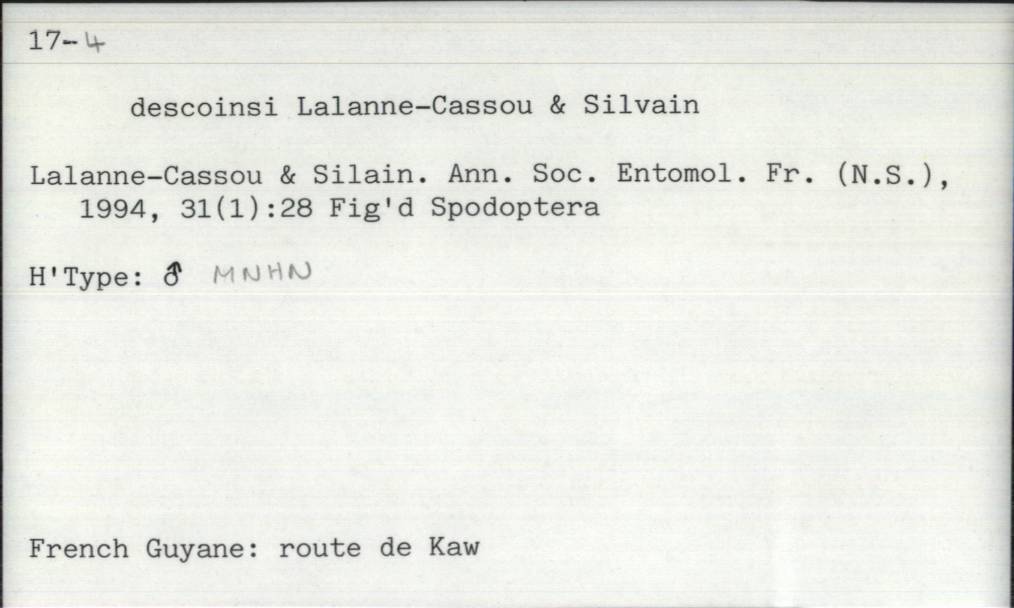 17-4
descoinsi Lalanne-Cassou & Silvain
Lalanne-Cassou & Silain. Ann. Soc. Entomol. Fr. (N.S.),
1994, 31(1):28 Fig'd Spodoptera
H'Type: ♂ MNHN
French Guyane: route de Kaw